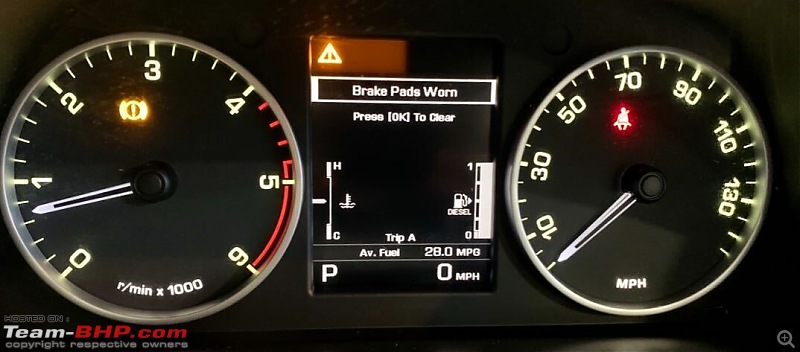 0
1
2
3
4
5
6
r/min x 1000
Brake Pads Worn
Press [OK] To Clear
H
C
1
0
DIESEL
Trip A
Av. Fuel 28.0 MPG
P 0 MPH
10
30
50
70
90
110
130
MPH
HOSTED ON :
Team-BHP.com
copyright respective owners